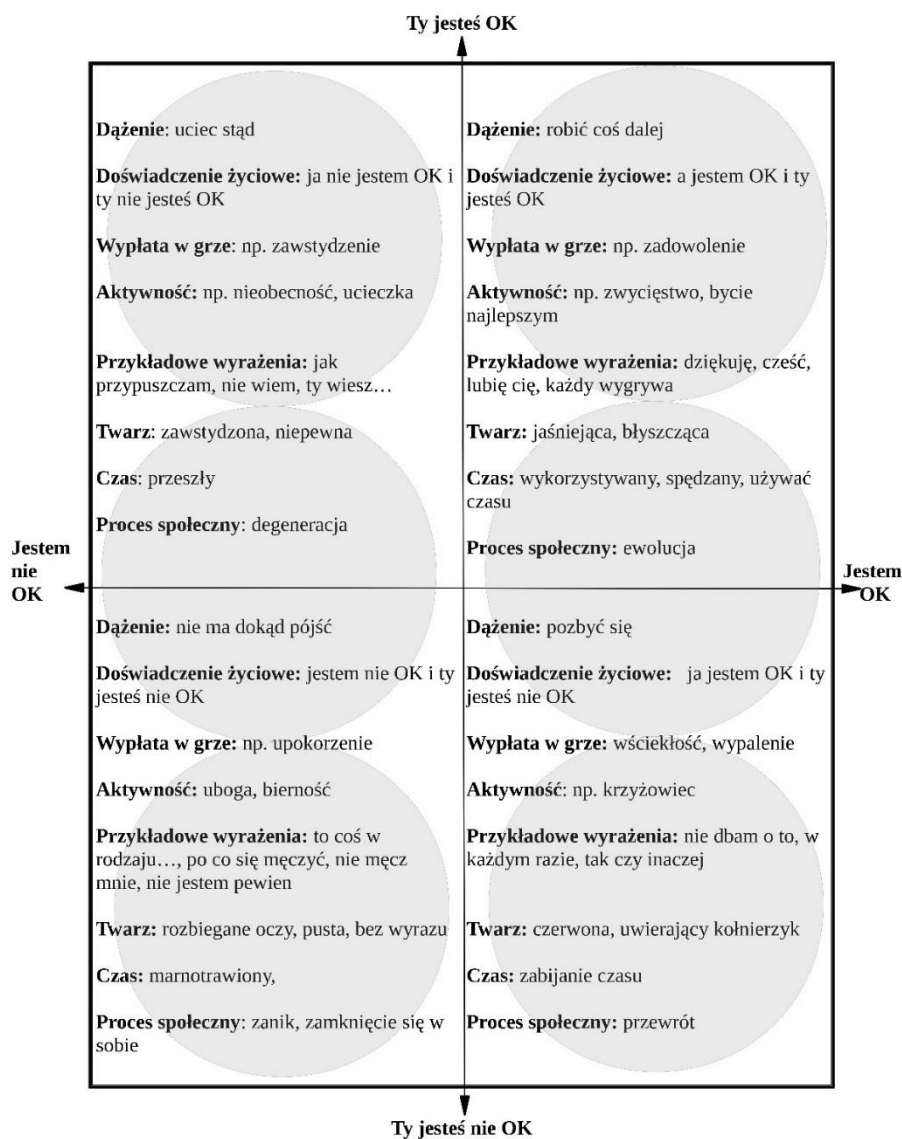 Ty jesteś OK
Dążenie: uciec stąd
Doświadczenie życiowe: ja nie jestem OK i
ty nie jesteś OK
Wypłata w grze: np. zawstydzenie
Aktywność: np. nieobecność, ucieczka
Przykładowe wyrażenia: jak
przypuszczam, nie wiem, ty wiesz…
Twarz: zawstydzona, niepewna
Czas: przeszły
Proces społeczny: degeneracja
Dążenie: robić coś dalej
Doświadczenie życiowe: a jestem OK i ty
jesteś OK
Wypłata w grze: np. zadowolenie
Aktywność: np. zwycięstwo, bycie
najlepszym
Przykładowe wyrażenia: dziękuję, cześć,
lubię cię, każdy wygrywa
Twarz: jaśniejąca, błyszcząca
Czas: wykorzystywany, spędzany, używać
czasu
Proces społeczny: ewolucja
Jestem
nie
OK
Jestem
OK
Dążenie: nie ma dokąd pójść
Doświadczenie życiowe: jestem nie OK i ty
jesteś nie OK
Wypłata w grze: np. upokorzenie
Aktywność: uboga, bierność
Przykładowe wyrażenia: to coś w
rodzaju…, po co się męczyć, nie męcz
mnie, nie jestem pewien
Twarz: rozbiegane oczy, pusta, bez wyrazu
Czas: marnotrawiony,
Proces społeczny: zanik, zamknięcie się w
sobie
Dążenie: pozbyć się
Doświadczenie życiowe: ja jestem OK i ty
jesteś nie OK
Wypłata w grze: wściekłość, wypalenie
Aktywność: np. krzyżowiec
Przykładowe wyrażenia: nie dbam o to, w
każdym razie, tak czy inaczej
Twarz: czerwona, uwierający kołnierzyk
Czas: zabijanie czasu
Proces społeczny: przewrót
Ty jesteś nie OK